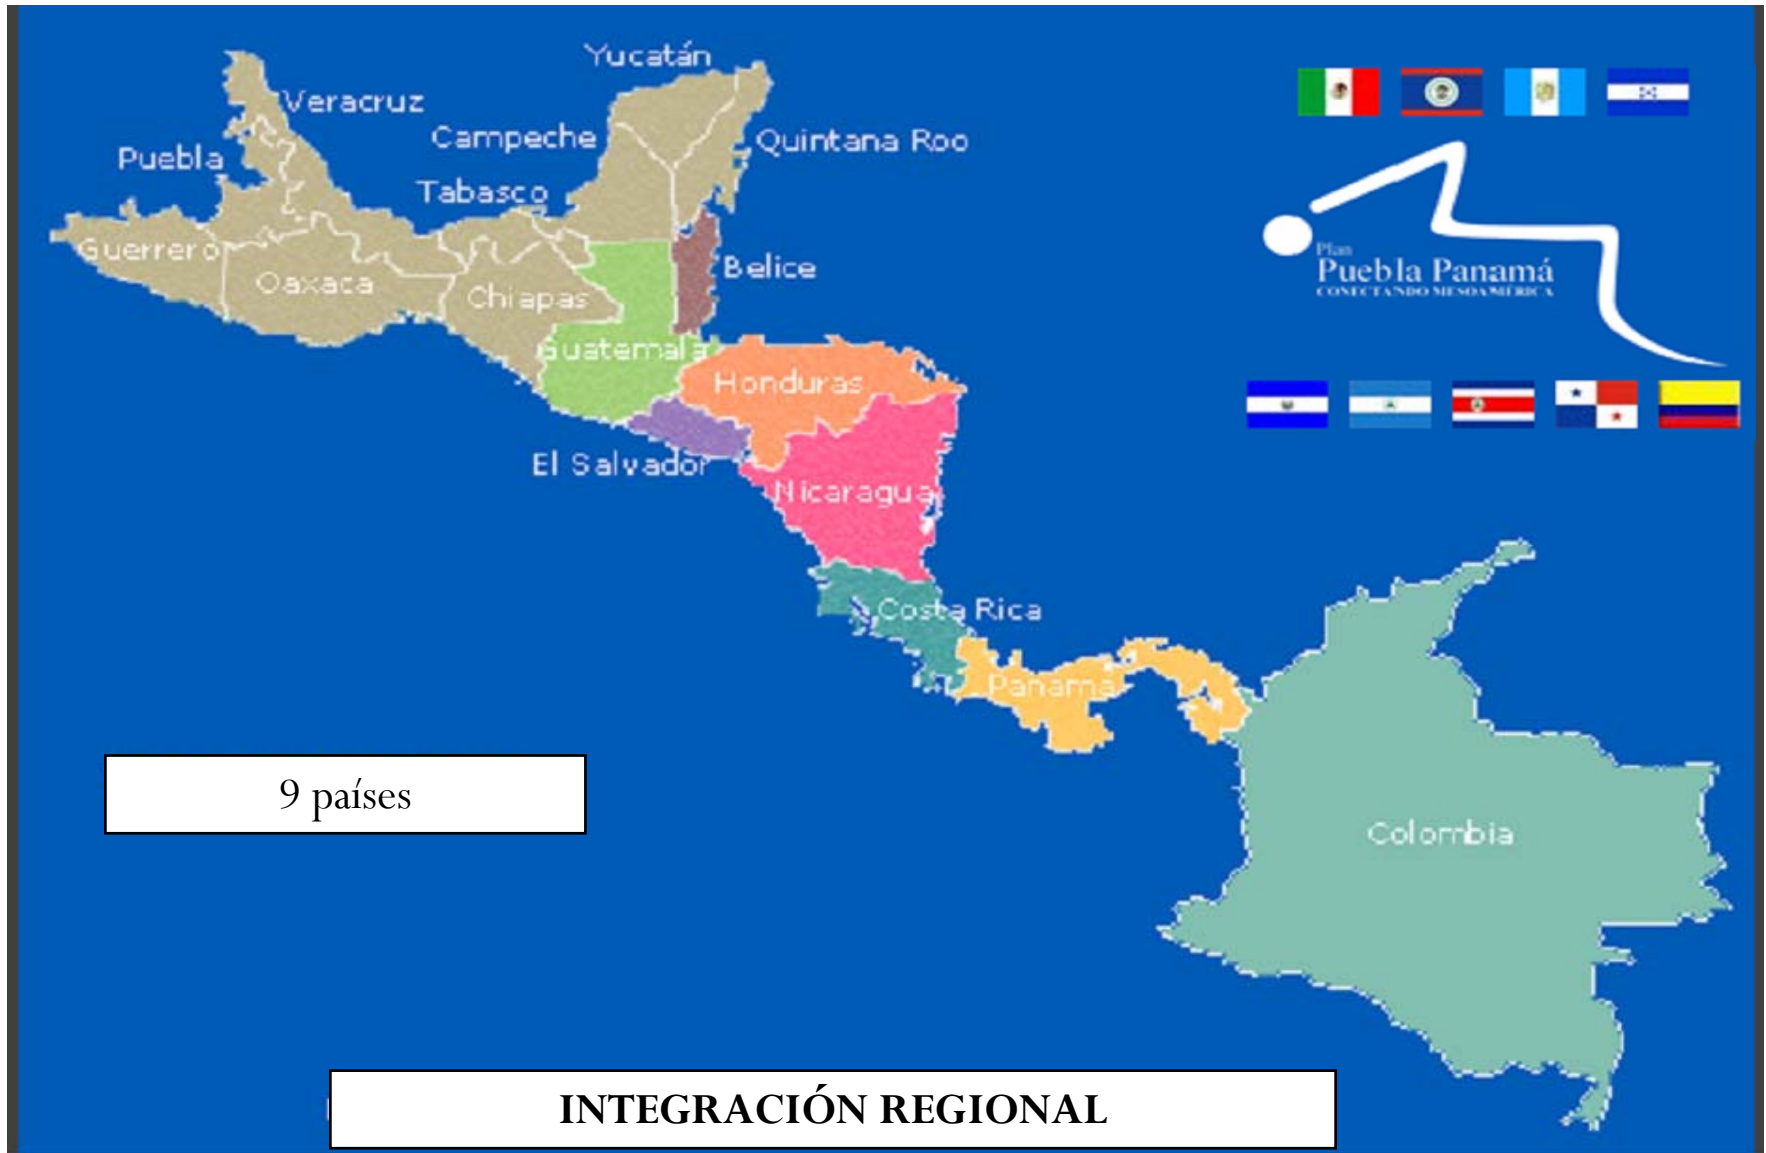 Yucatán
Veracruz
Campeche
Quintana Roo
Puebla
Tabasco
Guerrero
Oaxaca
Chiapas
Belice
Plan
Puebla Panamá
CONECTANDO MESOAMÉRICA
Guatemala
Honduras
El Salvador
Nicaragua
Costa Rica
Panamá
9 países
Colombia
INTEGRACIÓN REGIONAL